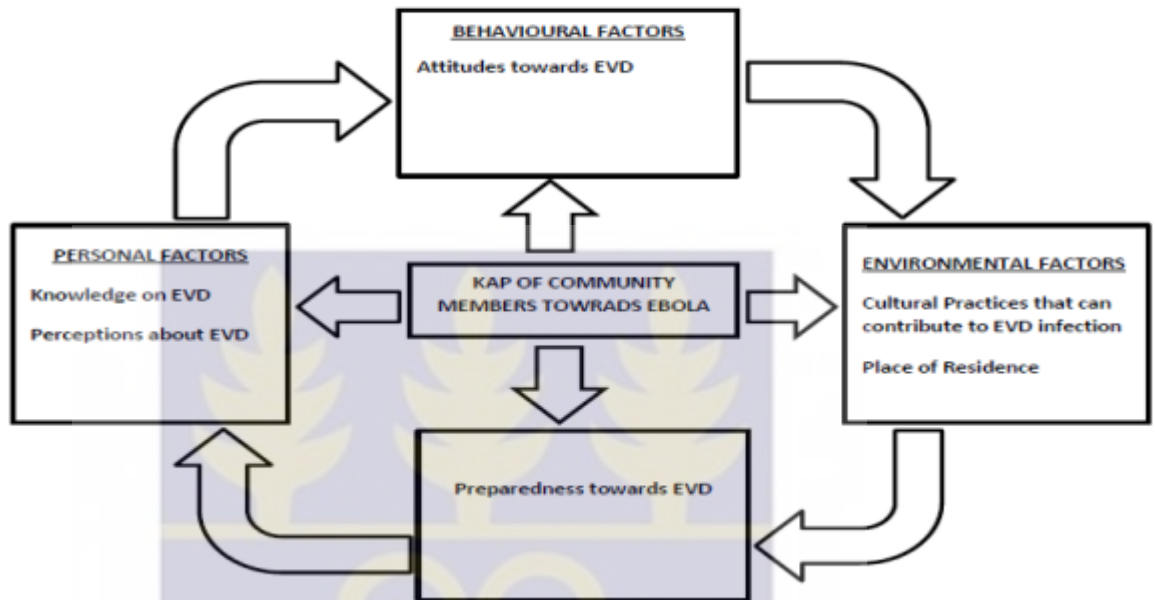 BEHAVIOURAL FACTORS
Attitudes towards EVD
PERSONAL FACTORS
Knowledge on EVD
Perceptions about EVD
KAP OF COMMUNITY
MEMBERS TOWRADS EBOLA
ENVIRONMENTAL FACTORS
Cultural Practices that can
contribute to EVD infection
Place of Residence
Preparedness towards EVD